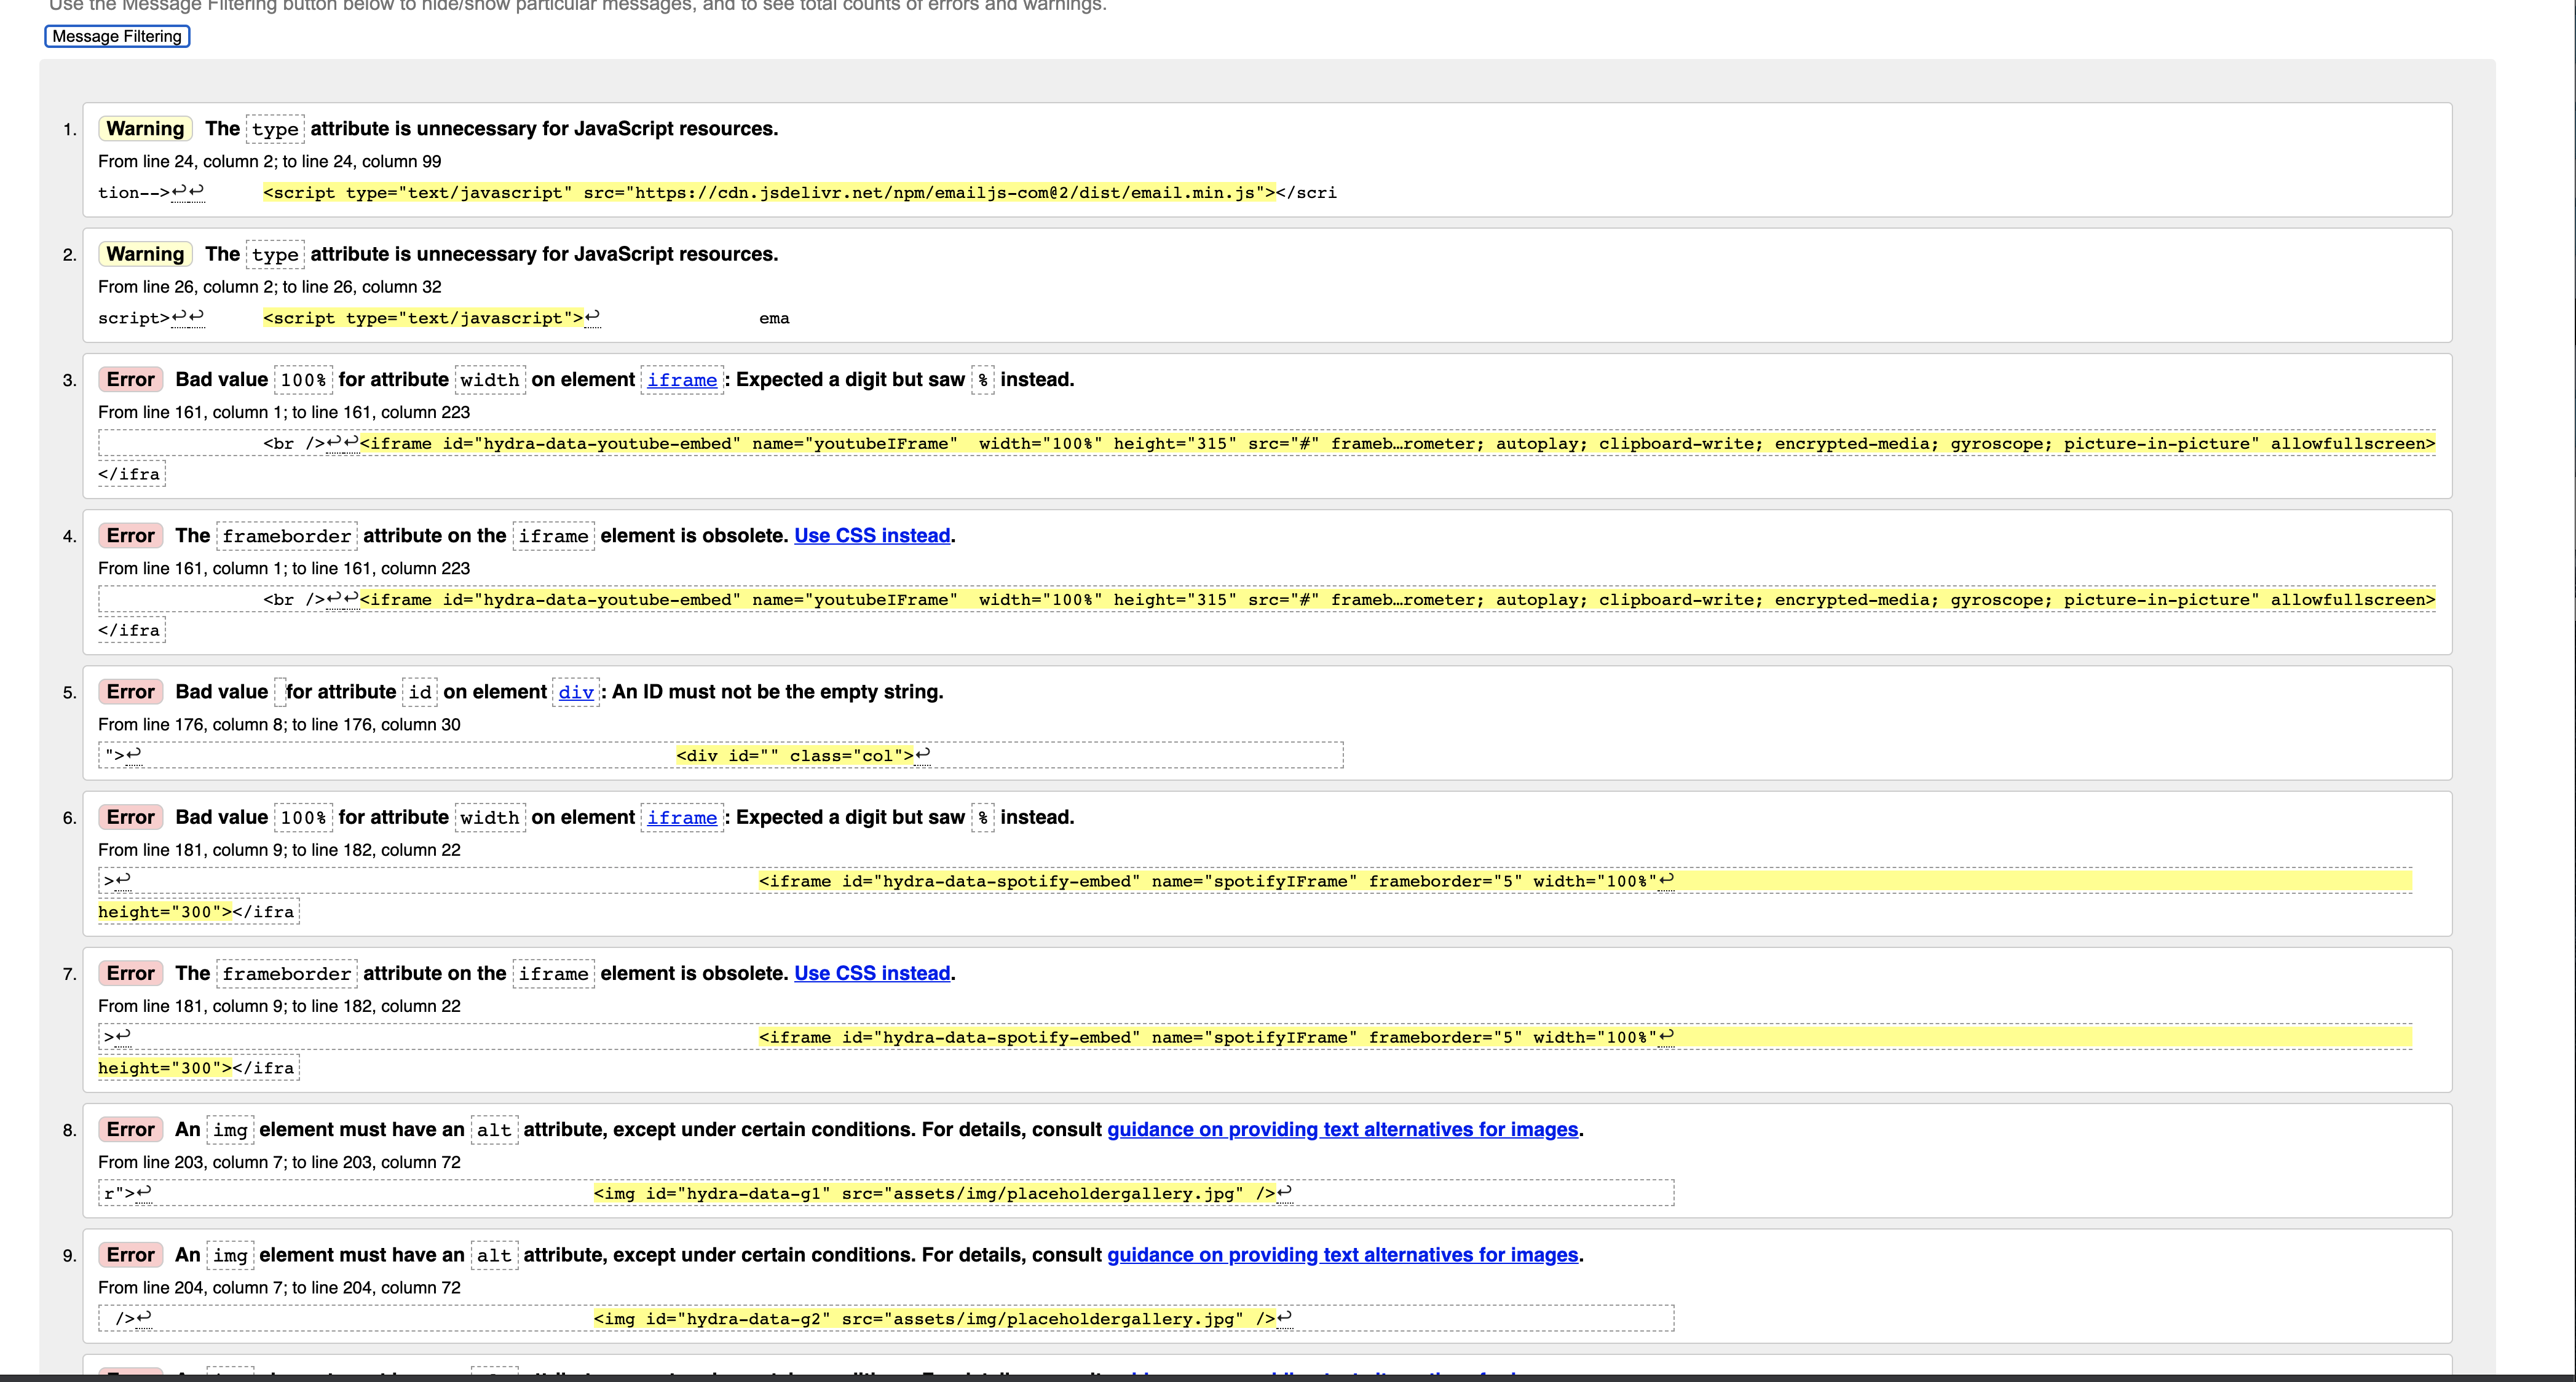 Use the Message Filtering button below to hide/show particular messages, and to see total counts of errors and warnings.
Message Filtering
1. Warning The type attribute is unnecessary for JavaScript resources.
From line 24, column 2; to line 24, column 99
tion-->↩↩ <script type="text/javascript" src="https://cdn.jsdelivr.net/npm/emailjs-com@2/dist/email.min.js"></scri
2. Warning The type attribute is unnecessary for JavaScript resources.
From line 26, column 2; to line 26, column 32
script>↩↩ <script type="text/javascript">↩ ema
3. Error Bad value 100% for attribute width on element iframe: Expected a digit but saw % instead.
From line 161, column 1; to line 161, column 223
<br />↩↩<iframe id="hydra-data-youtube-embed" name="youtubeIFrame" width="100%" height="315" src="#" frameb…rometer; autoplay; clipboard-write; encrypted-media; gyroscope; picture-in-picture" allowfullscreen>
</ifra
4. Error The frameborder attribute on the iframe element is obsolete. Use CSS instead.
From line 161, column 1; to line 161, column 223
<br />↩↩<iframe id="hydra-data-youtube-embed" name="youtubeIFrame" width="100%" height="315" src="#" frameb…rometer; autoplay; clipboard-write; encrypted-media; gyroscope; picture-in-picture" allowfullscreen>
</ifra
5. Error Bad value for attribute id on element div: An ID must not be the empty string.
From line 176, column 8; to line 176, column 30
">↩ <div id="" class="col">↩
6. Error Bad value 100% for attribute width on element iframe: Expected a digit but saw % instead.
From line 181, column 9; to line 182, column 22
>↩ <iframe id="hydra-data-spotify-embed" name="spotifyIFrame" frameborder="5" width="100%"↩
height="300"></ifra
7. Error The frameborder attribute on the iframe element is obsolete. Use CSS instead.
From line 181, column 9; to line 182, column 22
>↩ <iframe id="hydra-data-spotify-embed" name="spotifyIFrame" frameborder="5" width="100%"↩
height="300"></ifra
8. Error An img element must have an alt attribute, except under certain conditions. For details, consult guidance on providing text alternatives for images.
From line 203, column 7; to line 203, column 72
r">↩ <img id="hydra-data-g1" src="assets/img/placeholdergallery.jpg" />↩
9. Error An img element must have an alt attribute, except under certain conditions. For details, consult guidance on providing text alternatives for images.
From line 204, column 7; to line 204, column 72
/>↩ <img id="hydra-data-g2" src="assets/img/placeholdergallery.jpg" />↩